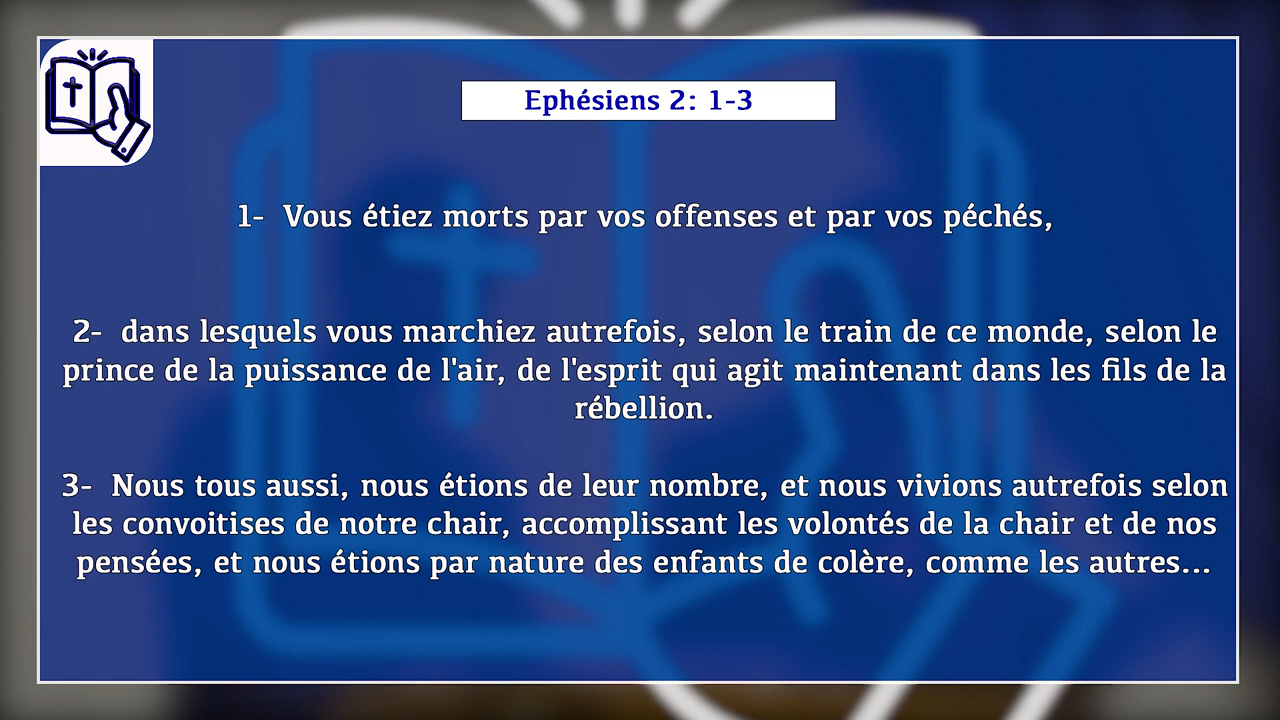 Ephésiens 2: 1-3
1- Vous étiez morts par vos offenses et par vos péchés,
2- dans lesquels vous marchiez autrefois, selon le train de ce monde, selon le
prince de la puissance de l'air, de l'esprit qui agit maintenant dans les fils de la
rébellion.
3- Nous tous aussi, nous étions de leur nombre, et nous vivions autrefois selon
les convoitises de notre chair, accomplissant les volontés de la chair et de nos
pensées, et nous étions par nature des enfants de colère, comme les autres...